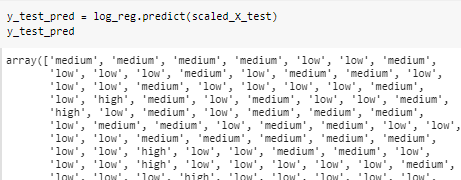 y_test_pred = log_reg.predict(scaled_X_test)
y_test_pred
array(['medium', 'medium', 'medium', 'medium', 'low', 'low', 'medium',
'low', 'low', 'low', 'medium', 'low', 'medium', 'medium', 'low',
'low', 'low', 'medium', 'low', 'low', 'low', 'low', 'medium',
'low', 'high', 'medium', 'low', 'medium', 'low', 'low', 'medium',
'high', 'low', 'medium', 'low', 'medium', 'medium', 'medium',
'low', 'medium', 'medium', 'low', 'medium', 'medium', 'low', 'low',
'low', 'low', 'medium', 'medium', 'medium', 'medium', 'medium',
'low', 'low', 'high', 'low', 'low', 'medium', 'medium', 'low',
'low', 'low', 'high', 'low', 'low', 'low', 'low', 'low', 'medium',
'low', 'low', 'low', 'high', 'low', 'low', 'low', 'low', 'low',